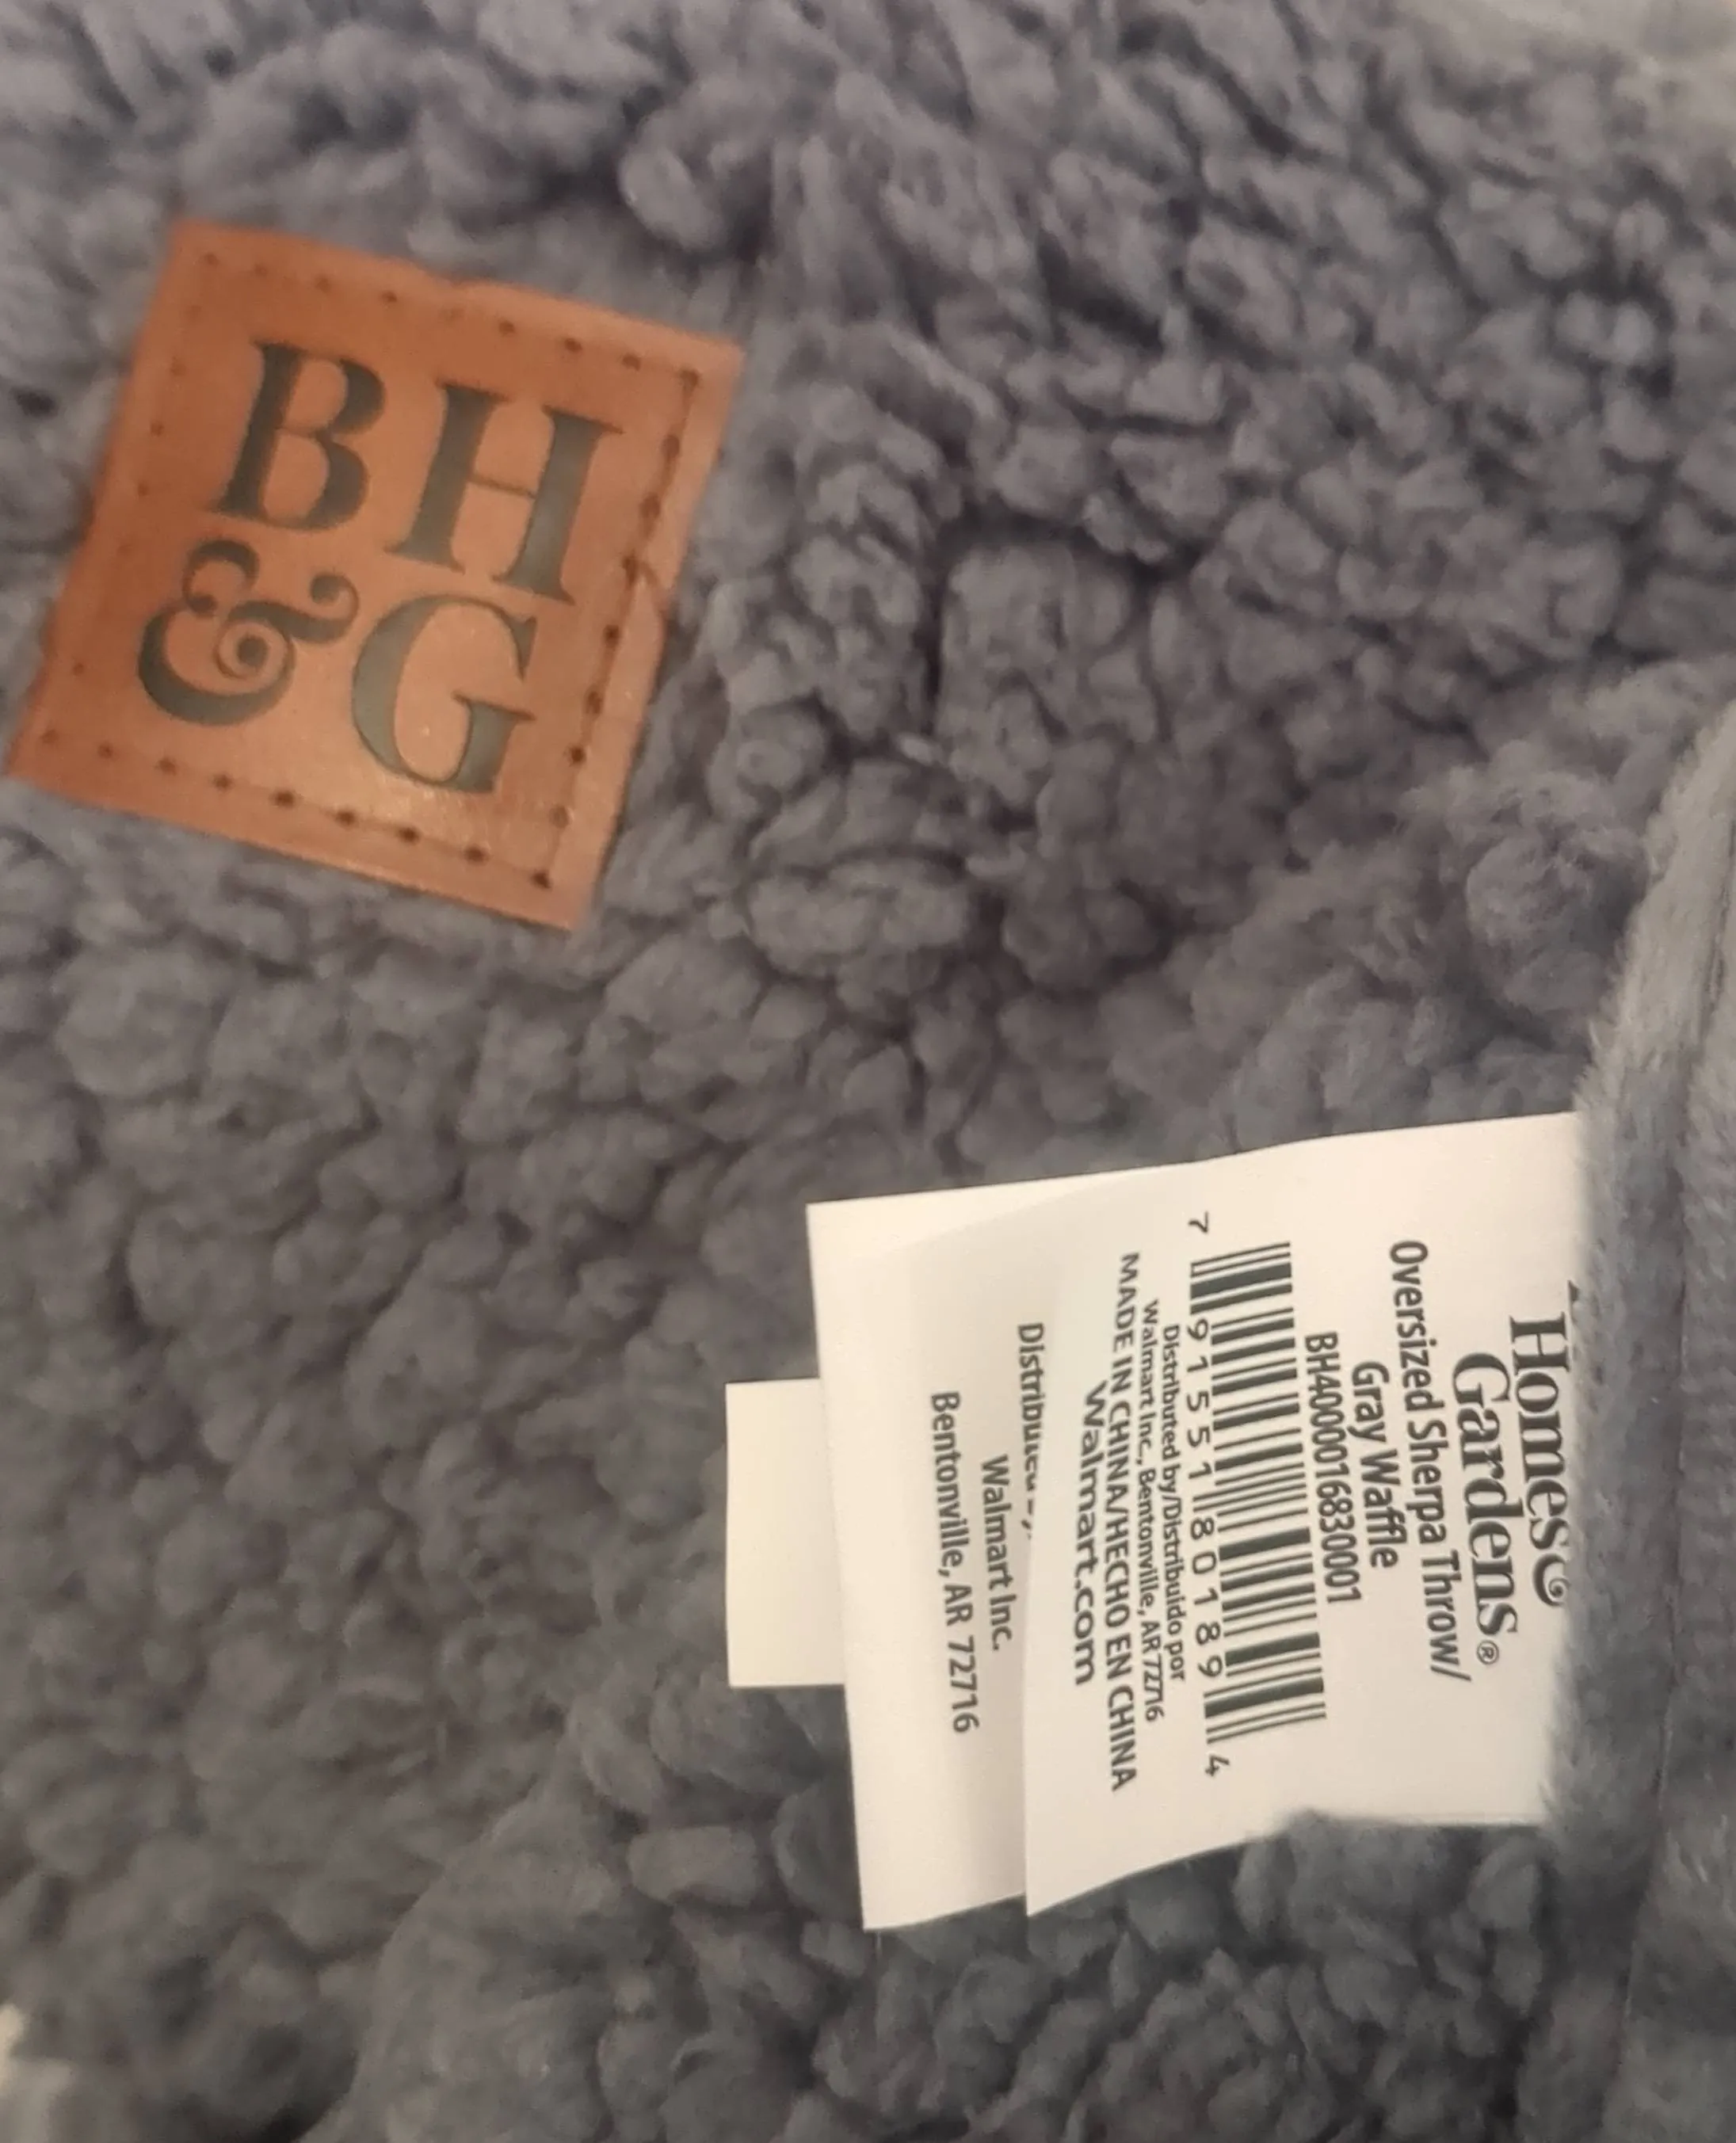 BH
&G
Homes&
Gardens®
Oversized Sherpa Throw/
Gray Waffle
BH40000016830001
7 91551 80189 4
Distributed by/Distribuido por
Walmart Inc., Bentonville, AR 72716
MADE IN CHINA/HECHO EN CHINA
Walmart.com
Walmart Inc.
Bentonville, AR 72716